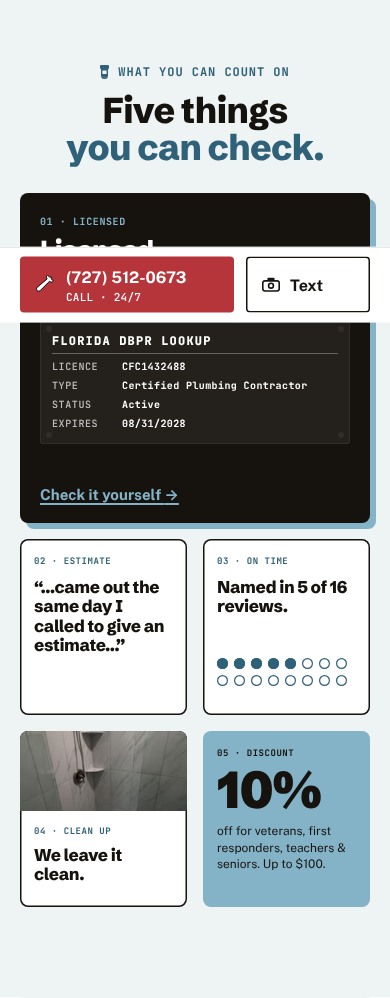 WHAT YOU CAN COUNT ON
Five things
you can check.
01 · LICENSED
Licensed
(727) 512-0673
CALL · 24/7
Text
FLORIDA DBPR LOOKUP
LICENCE CFC1432488
TYPE Certified Plumbing Contractor
STATUS Active
EXPIRES 08/31/2028
Check it yourself →
02 · ESTIMATE
“...came out the
same day I
called to give an
estimate...”
03 · ON TIME
Named in 5 of 16
reviews.
04 · CLEAN UP
We leave it
clean.
05 · DISCOUNT
10%
off for veterans, first
responders, teachers &
seniors. Up to $100.